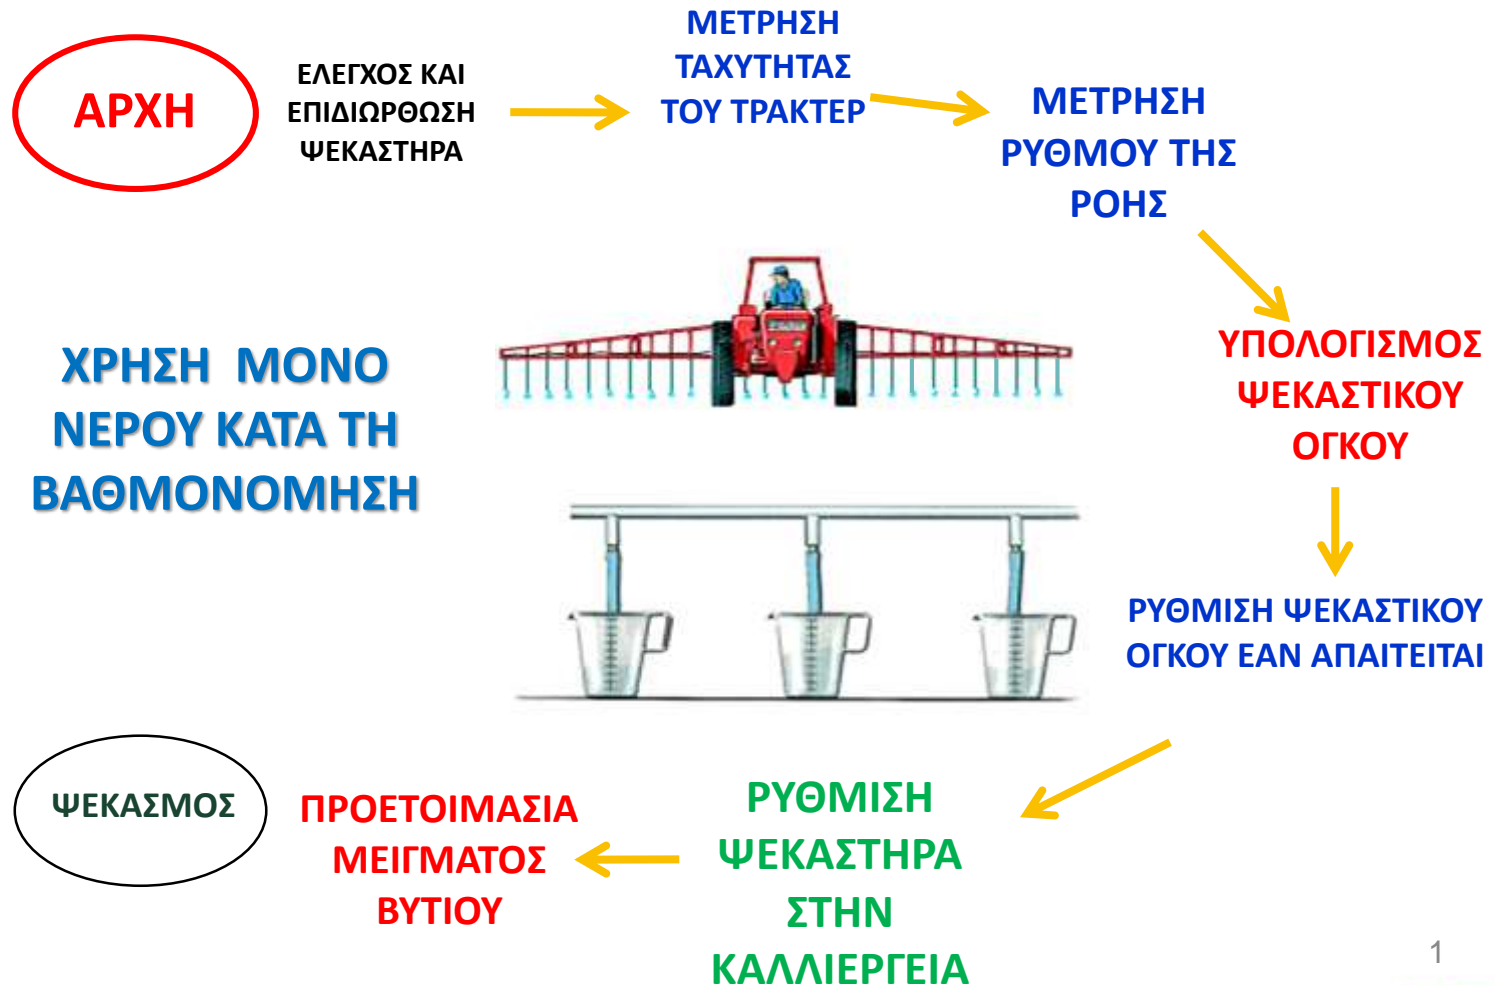 ΑΡΧΗ
ΕΛΕΓΧΟΣ ΚΑΙ
ΕΠΙΔΙΩΡΘΩΣΗ
ΨΕΚΑΣΤΗΡΑ
ΜΕΤΡΗΣΗ
ΤΑΧΥΤΗΤΑΣ
ΤΟΥ ΤΡΑΚΤΕΡ
ΜΕΤΡΗΣΗ
ΡΥΘΜΟΥ ΤΗΣ
ΡΟΗΣ
ΥΠΟΛΟΓΙΣΜΟΣ
ΨΕΚΑΣΤΙΚΟΥ
ΟΓΚΟΥ
ΧΡΗΣΗ ΜΟΝΟ
ΝΕΡΟΥ ΚΑΤΑ ΤΗ
ΒΑΘΜΟΝΟΜΗΣΗ
ΡΥΘΜΙΣΗ ΨΕΚΑΣΤΙΚΟΥ
ΟΓΚΟΥ ΕΑΝ ΑΠΑΙΤΕΙΤΑΙ
ΡΥΘΜΙΣΗ
ΨΕΚΑΣΤΗΡΑ
ΣΤΗΝ
ΚΑΛΛΙΕΡΓΕΙΑ
ΠΡΟΕΤΟΙΜΑΣΙΑ
ΜΕΙΓΜΑΤΟΣ
ΒΥΤΙΟΥ
ΨΕΚΑΣΜΟΣ
1